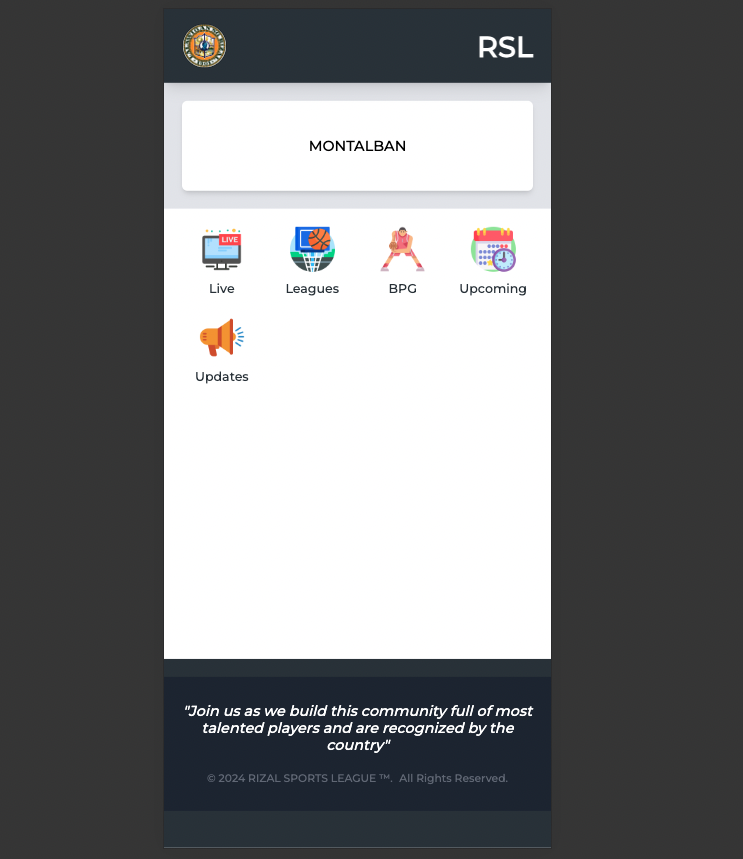 RSL
MONTALBAN
LIVE
Live
Leagues
BPG
Upcoming
Updates
"Join us as we build this community full of most
talented players and are recognized by the
country"
© 2024 RIZAL SPORTS LEAGUE ™. All Rights Reserved.